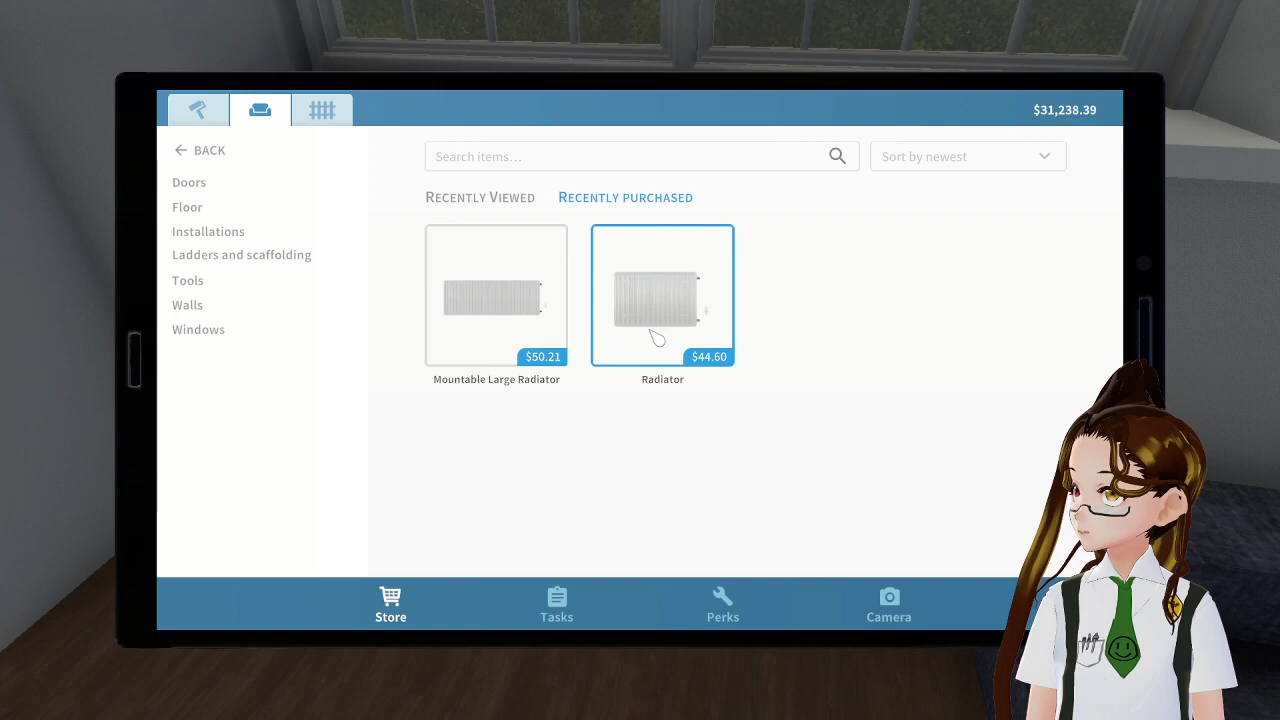 $31,238.39
BACK
Search items...
Sort by newest
Doors
Floor
Installations
Ladders and scaffolding
Tools
Walls
Windows
RECENTLY VIEWED
RECENTLY PURCHASED
$50.21
$44.60
Mountable Large Radiator
Radiator
Store
Tasks
Perks
Camera